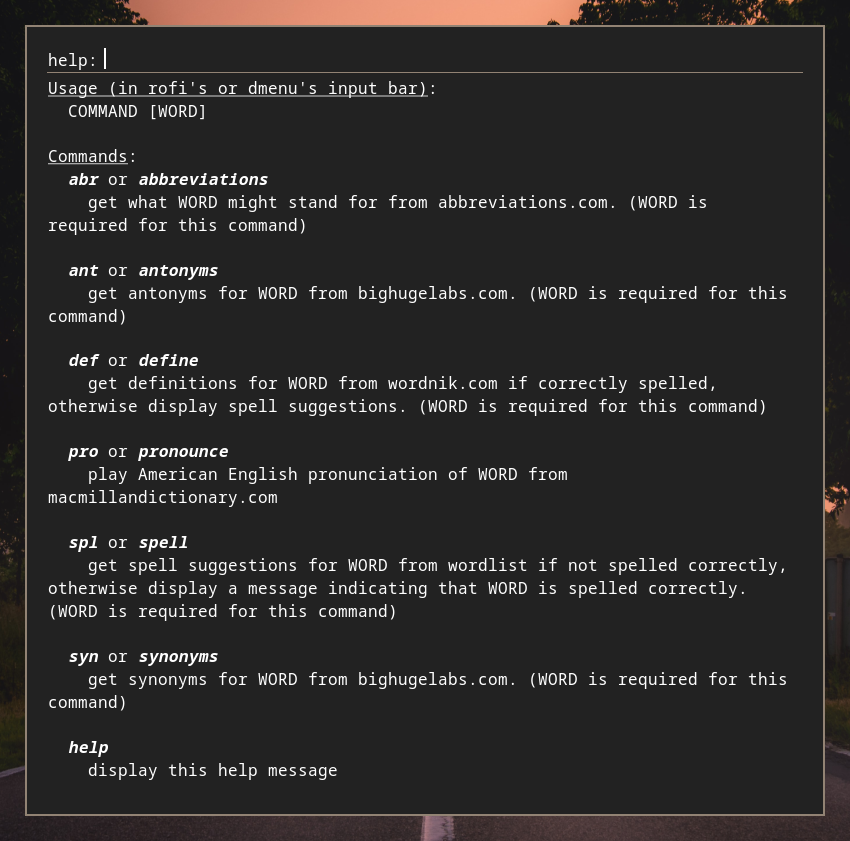 help:
Usage (in rofi's or dmenu's input bar):
COMMAND [WORD]
Commands:
abr or abbreviations
get what WORD might stand for from abbreviations.com. (WORD is
required for this command)
ant or antonyms
get antonyms for WORD from bighugelabs.com. (WORD is required for this
command)
def or define
get definitions for WORD from wordnik.com if correctly spelled,
otherwise display spell suggestions. (WORD is required for this command)
pro or pronounce
play American English pronunciation of WORD from
macmillandictionary.com
spl or spell
get spell suggestions for WORD from wordlist if not spelled correctly,
otherwise display a message indicating that WORD is spelled correctly.
(WORD is required for this command)
syn or synonyms
get synonyms for WORD from bighugelabs.com. (WORD is required for this
command)
help
display this help message